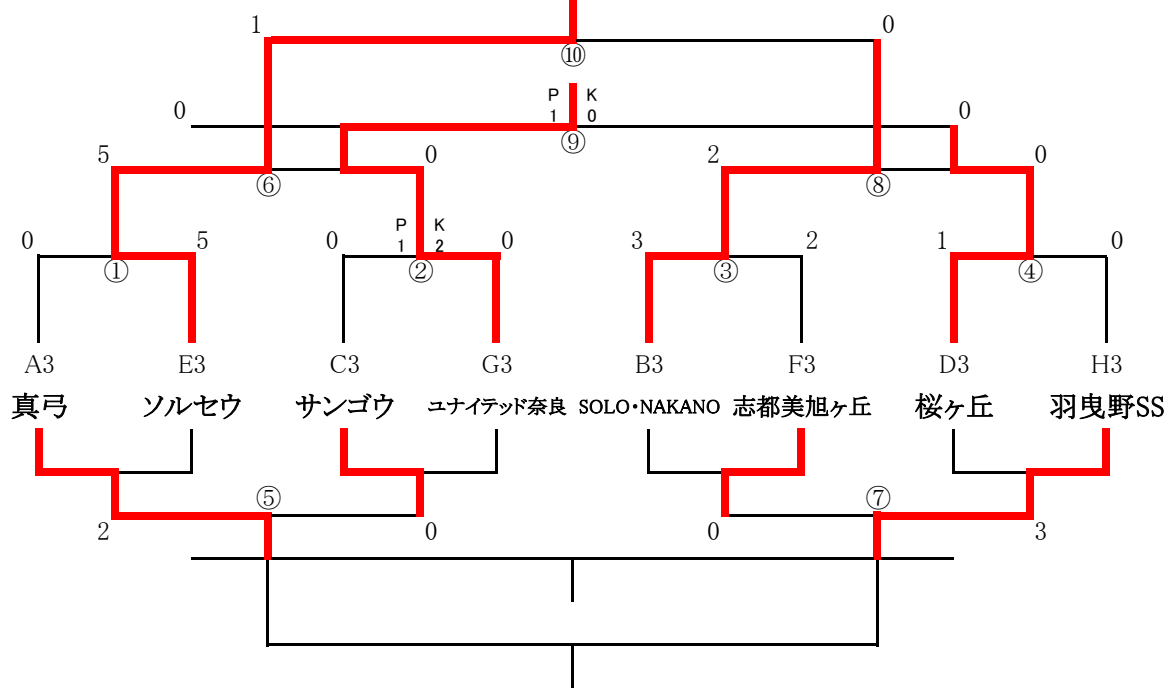 1 0
⑩
P K
0 1 0 0
⑨
5 0 2 0
⑥ ⑧
P K
0 5 0 1 2 0 3 2 1 0
① ② ③ ④
A3 E3 C3 G3 B3 F3 D3 H3
真弓 ソルセウ サンゴウ ユナイテッド奈良 SOLO・NAKANO 志都美旭ヶ丘 桜ヶ丘 羽曳野SS
⑤ ⑦
2 0 0 3